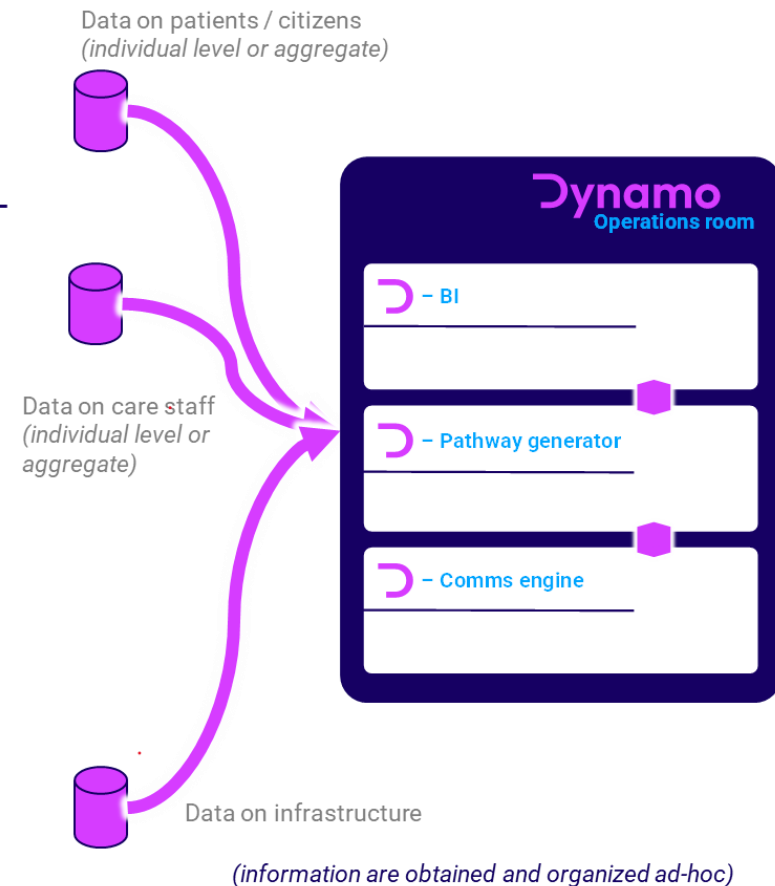 Data on patients / citizens
(individual level or aggregate)
Dynamo
Operations room
D – BI
Data on care staff
(individual level or
aggregate)
D – Pathway generator
D – Comms engine
Data on infrastructure
(information are obtained and organized ad-hoc)